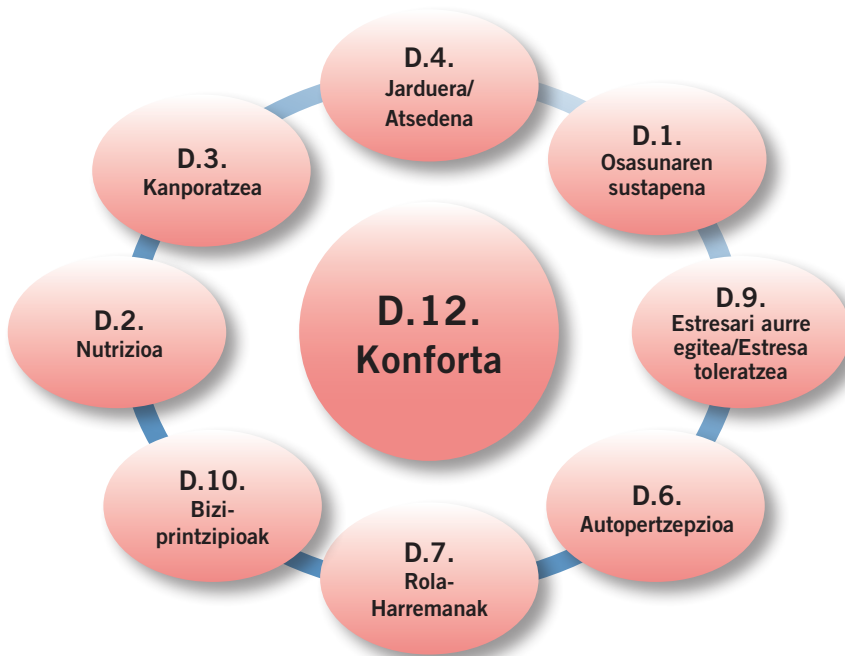 D.4.
Jarduera/
Atsedena
D.1.
Osasunaren
sustapena
D.9.
Estresari aurre
egitea/Estresa
toleratzea
D.6.
Autopertzepzioa
D.7.
Rola-
Harremanak
D.10.
Bizi-
printzipioak
D.2.
Nutrizioa
D.3.
Kanporatzea
D.12.
Konforta